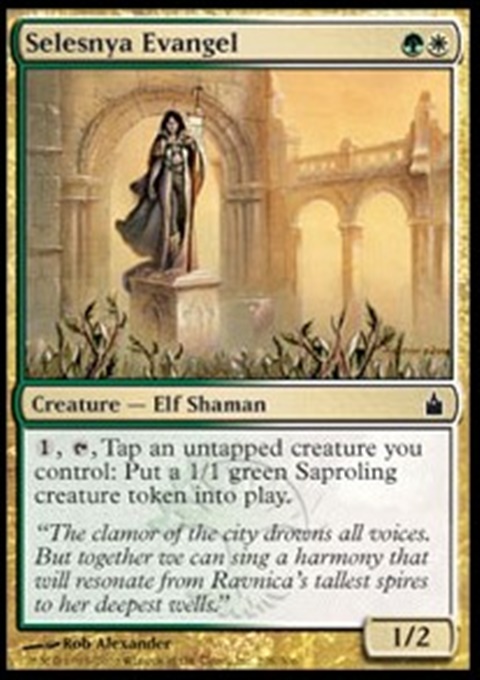 Selesnya Evangel
Creature — Elf Shaman
1, , Tap an untapped creature you
control: Put a 1/1 green Saproling
creature token into play.
“The clamor of the city drowns all voices.
But together we can sing a harmony that
will resonate from Ravnica’s tallest spires
to her deepest wells.”
1/2
Rob Alexander